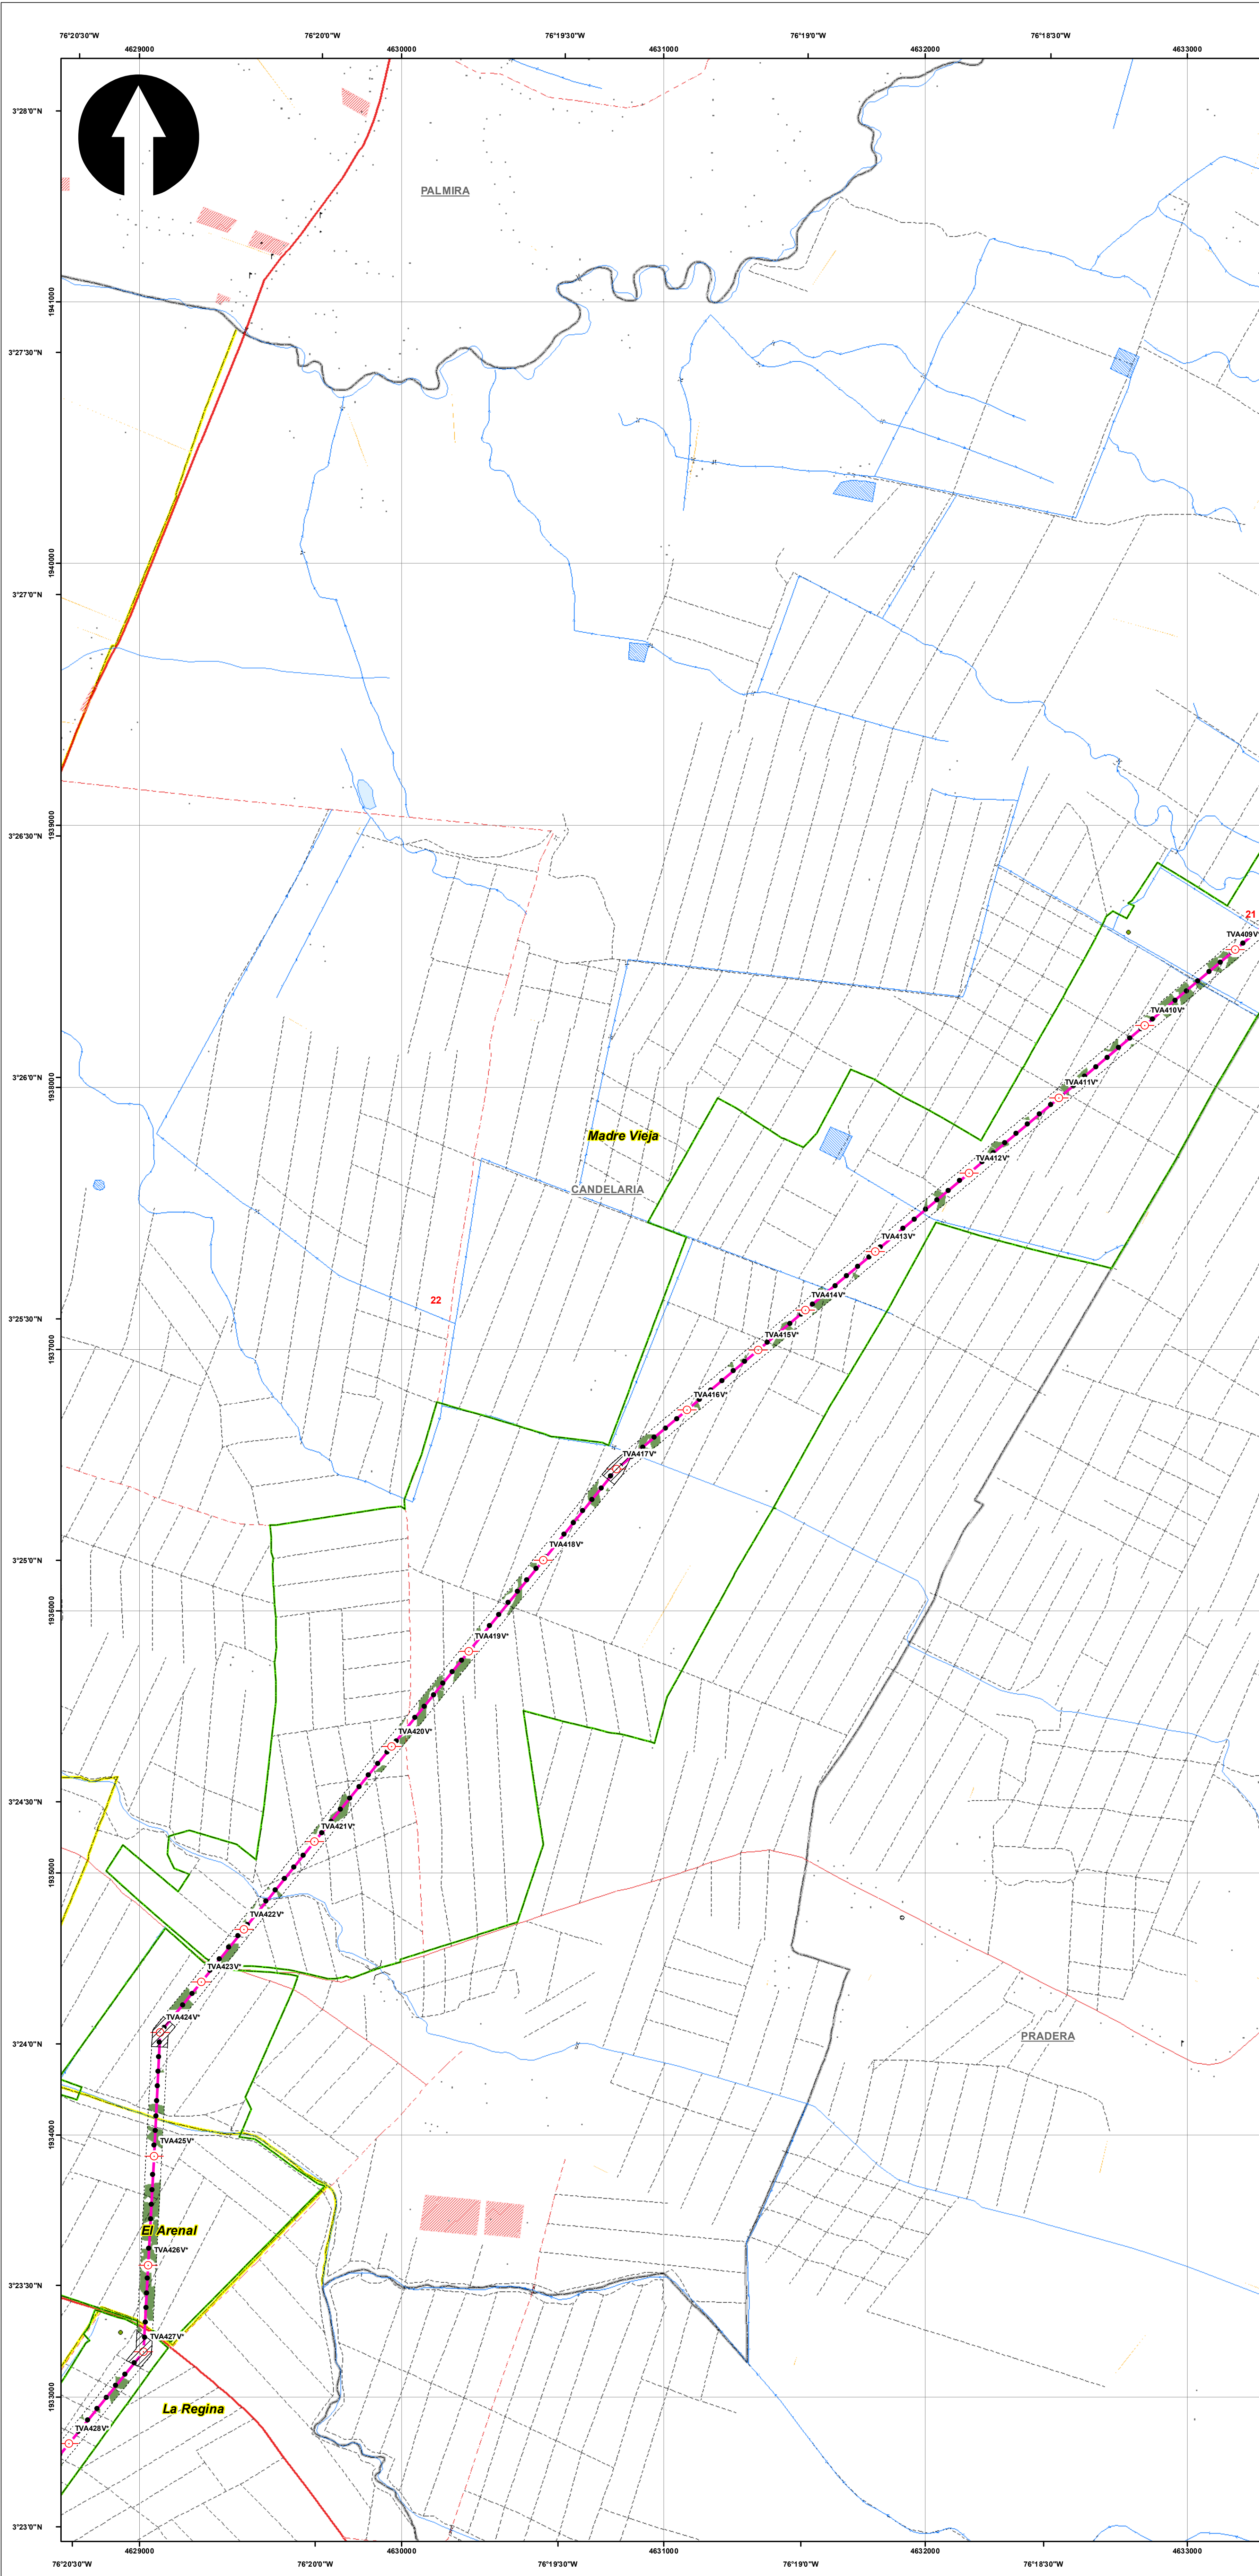 76°20'30"W 76°20'0"W 76°19'30"W 76°19'0"W 76°18'30"W
4629000 4630000 4631000 4632000 4633000
3°28'0"N
PALMIRA
1941000
3°27'30"N
1940000
3°27'0"N
1939000
3°26'30"N
21
TVA409V*
TVA410V*
3°26'0"N
TVA411V*
1938000
Madre Vieja
TVA412V*
CANDELARIA
TVA413V*
TVA414V*
22
3°25'30"N
TVA415V*
1937000
TVA416V*
TVA417V*
TVA418V*
3°25'0"N
1936000
TVA419V*
TVA420V*
3°24'30"N
TVA421V*
1935000
TVA422V*
TVA423V*
TVA424V*
PRADERA
3°24'0"N
1934000
TVA425V*
El Arenal
TVA426V*
3°23'30"N
TVA427V*
1933000
La Regina
TVA428V*
3°23'0"N
4629000 4630000 4631000 4632000 4633000
76°20'30"W 76°20'0"W 76°19'30"W 76°19'0"W 76°18'30"W